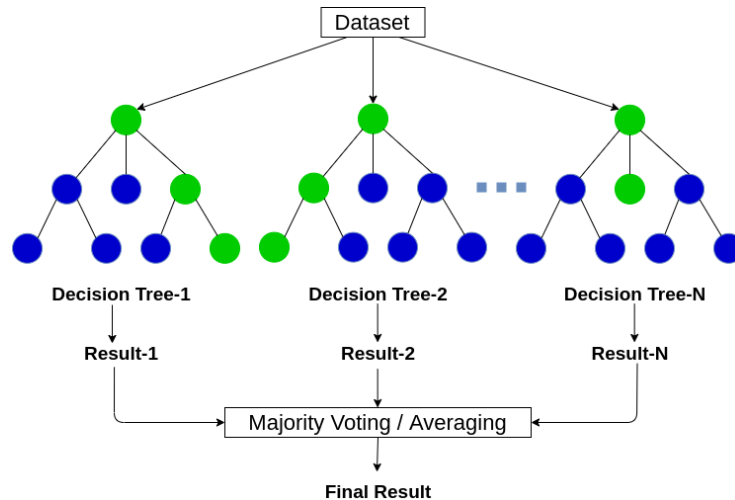 Dataset
Decision Tree-1
Decision Tree-2
Decision Tree-N
Result-1
Result-2
Result-N
Majority Voting / Averaging
Final Result